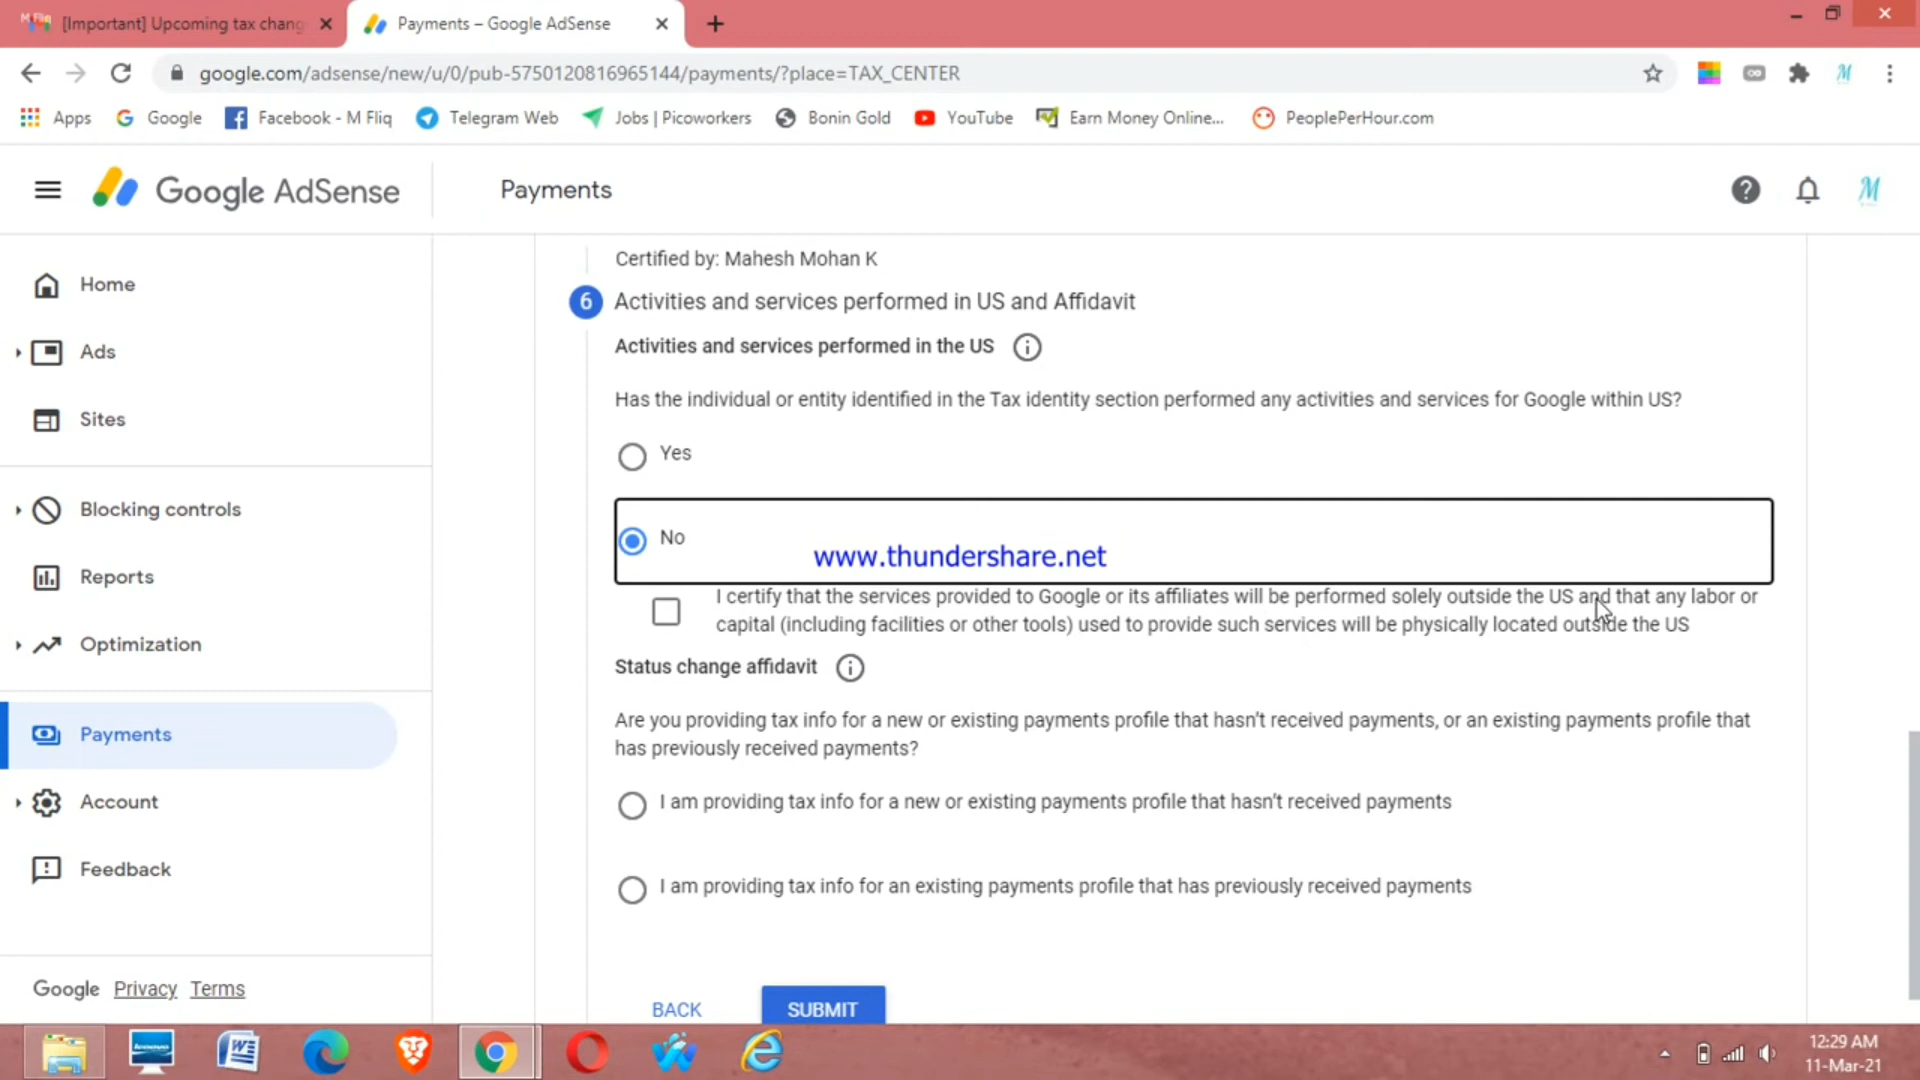 [Important] Upcoming tax chang
Payments – Google AdSense
google.com/adsense/new/u/0/pub-5750120816965144/payments/?place=TAX_CENTER
Apps
Google
Facebook - M Fliq
Telegram Web
Jobs | Picoworkers
Bonin Gold
YouTube
Earn Money Online...
PeoplePerHour.com
Google AdSense
Payments
M
Home
Ads
Sites
Blocking controls
Reports
Optimization
Payments
Account
Feedback
Google Privacy Terms
Certified by: Mahesh Mohan K
6 Activities and services performed in US and Affidavit
Activities and services performed in the US
Has the individual or entity identified in the Tax identity section performed any activities and services for Google within US?
Yes
No
www.thundershare.net
I certify that the services provided to Google or its affiliates will be performed solely outside the US and that any labor or
capital (including facilities or other tools) used to provide such services will be physically located outside the US
Status change affidavit
Are you providing tax info for a new or existing payments profile that hasn't received payments, or an existing payments profile that
has previously received payments?
I am providing tax info for a new or existing payments profile that hasn't received payments
I am providing tax info for an existing payments profile that has previously received payments
BACK
SUBMIT
lenovo
12:29 AM
11-Mar-21